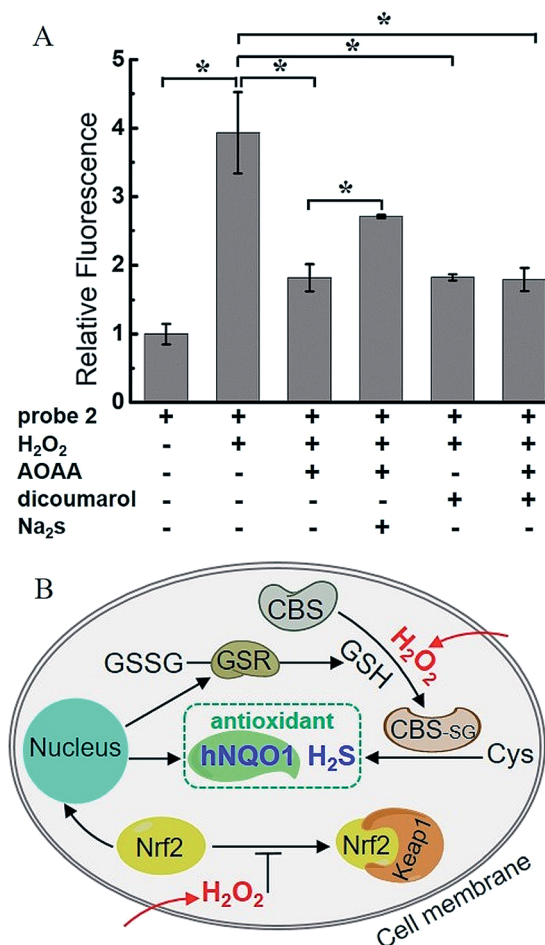 A
*
*
*
*
*
5
4
3
2
1
0
Relative Fluorescence
probe 2 + + + + + +
H₂O₂ - + + + + +
AOAA - - + + - +
dicoumarol - - - - + +
Na₂s - - - + - -
B
CBS
H₂O₂
GSSG
GSR
GSH
CBS-SG
Nucleus
antioxidant
hNQO1 H₂S
Cys
Nrf2
Nrf2
Keap1
H₂O₂
Cell membrane